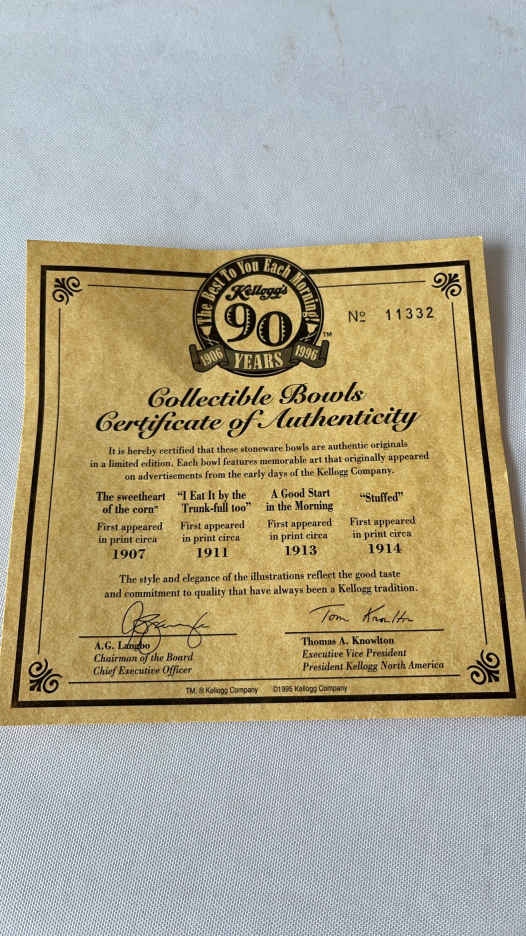 The Best To You Each Morning!
Kellogg's
90
1906 YEARS 1996
TM
№ 11332
Collectible Bowls
Certificate of Authenticity
It is hereby certified that these stoneware bowls are authentic originals
in a limited edition. Each bowl features memorable art that originally appeared
on advertisements from the early days of the Kellogg Company.
The sweetheart
of the corn"
First appeared
in print circa
1907
"I Eat It by the
Trunk-full too"
First appeared
in print circa
1911
A Good Start
in the Morning
First appeared
in print circa
1913
"Stuffed"
First appeared
in print circa
1914
The style and elegance of the illustrations reflect the good taste
and commitment to quality that have always been a Kellogg tradition.
A.G. Langbo
Chairman of the Board
Chief Executive Officer
Tom Knowlton
Thomas A. Knowlton
Executive Vice President
President Kellogg North America
TM, ® Kellogg Company ©1995 Kellogg Company